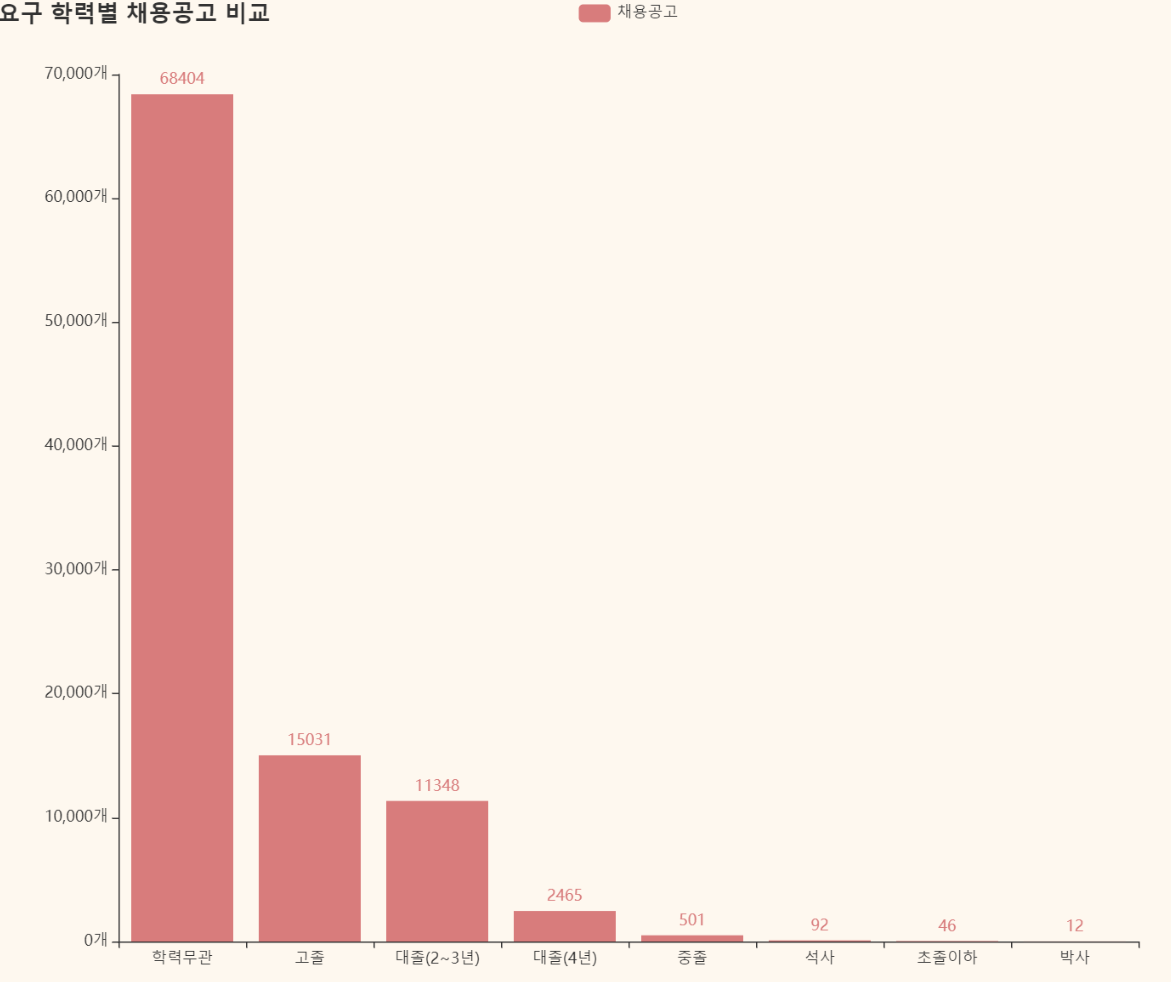 요구 학력별 채용공고 비교
채용공고
70,000개
60,000개
50,000개
40,000개
30,000개
20,000개
10,000개
0개
68404
15031
11348
2465
501
92
46
12
학력무관
고졸
대졸(2~3년)
대졸(4년)
중졸
석사
초졸이하
박사